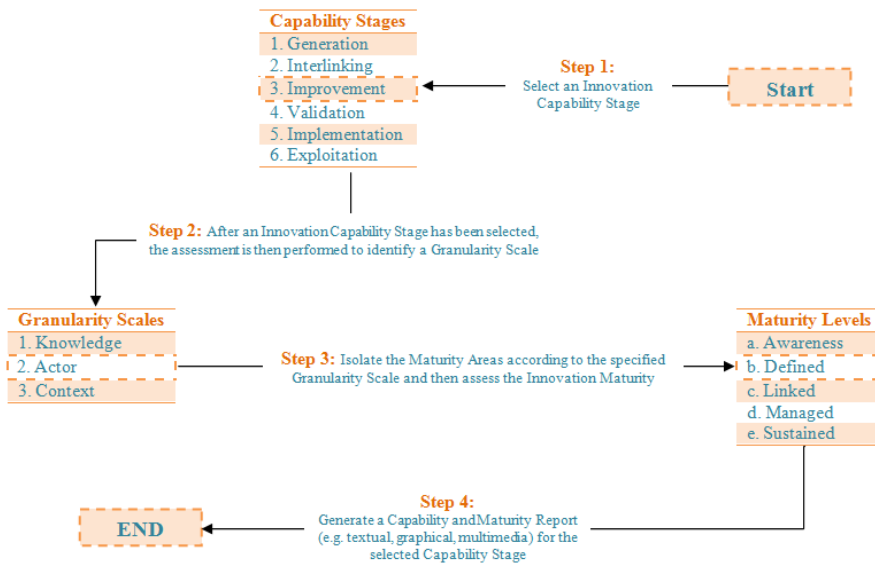 Capability Stages
1. Generation
2. Interlinking
3. Improvement
4. Validation
5. Implementation
6. Exploitation
Step 1:
Select an Innovation
Capability Stage
Start
Step 2: After an Innovation Capability Stage has been selected,
the assessment is then performed to identify a Granularity Scale
Granularity Scales
1. Knowledge
2. Actor
3. Context
Step 3: Isolate the Maturity Areas according to the specified
Granularity Scale and then assess the Innovation Maturity
Maturity Levels
a. Awareness
b. Defined
c. Linked
d. Managed
e. Sustained
Step 4:
Generate a Capability and Maturity Report
(e.g. textual, graphical, multimedia) for the
selected Capability Stage
END